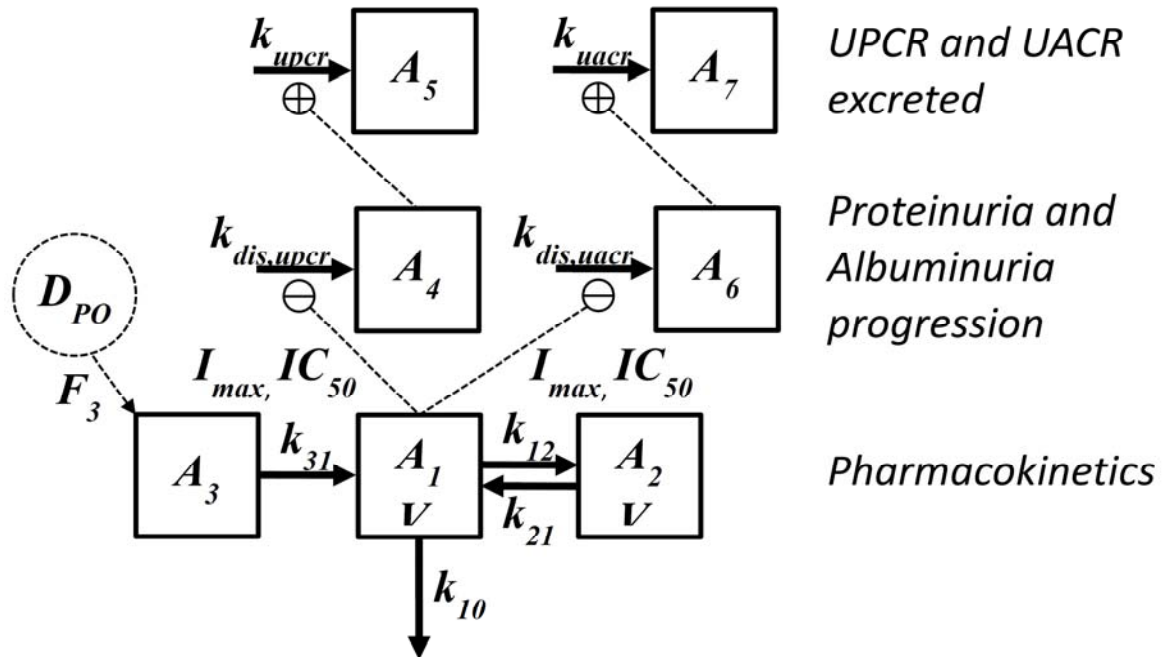 k_upcr
A_5
k_uacr
A_7
UPCR and UACR
excreted
k_dis,upcr
A_4
k_dis,uacr
A_6
Proteinuria and
Albuminuria
progression
D_PO
F_3
I_max, IC_50
I_max, IC_50
A_3
k_31
A_1
V
k_12
k_21
A_2
V
Pharmacokinetics
k_10